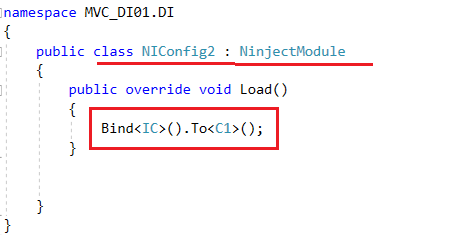 namespace MVC_DI01.DI
{
public class NIConfig2 : NinjectModule
{
public override void Load()
{
Bind<IC>().To<C1>();
}
}
}